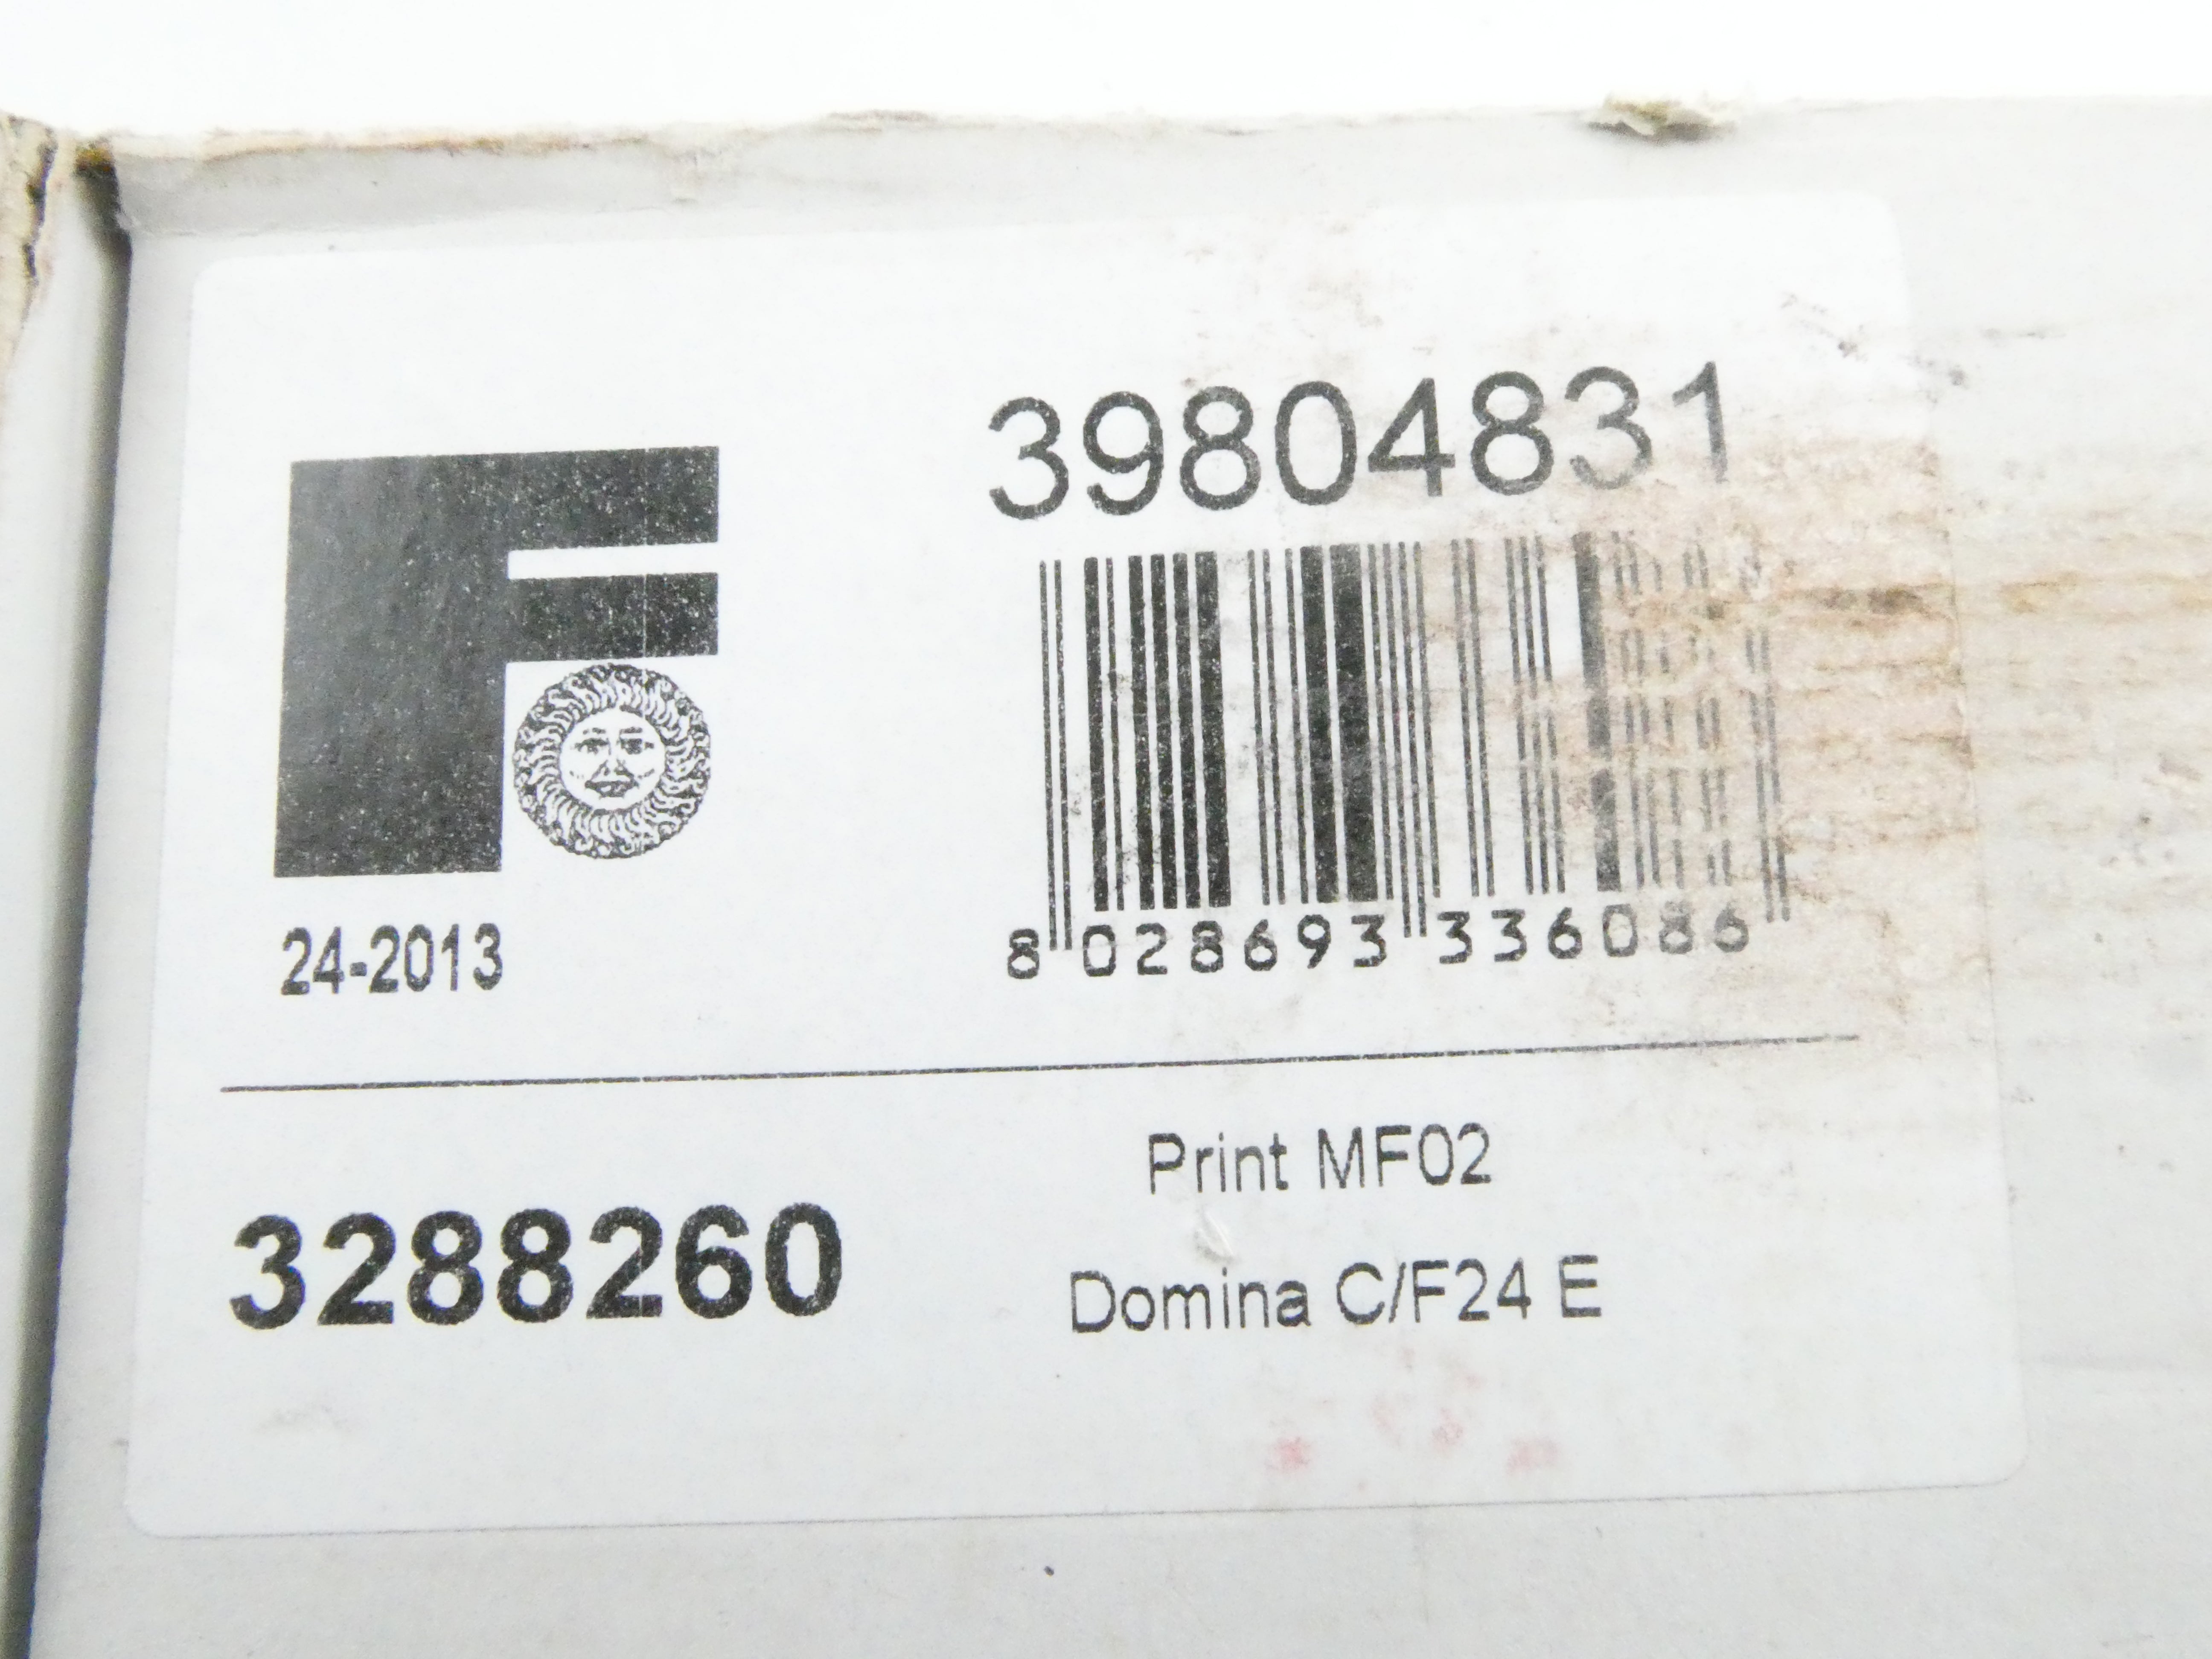 39804831
F
8 028693 336086
24-2013
3288260
Print MF02
Domina C/F24 E